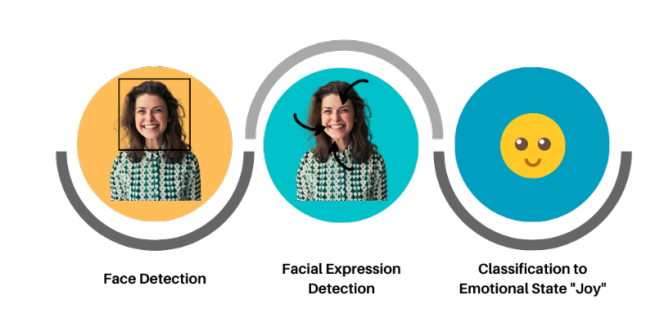 Face Detection
Facial Expression
Detection
Classification to
Emotional State "Joy"